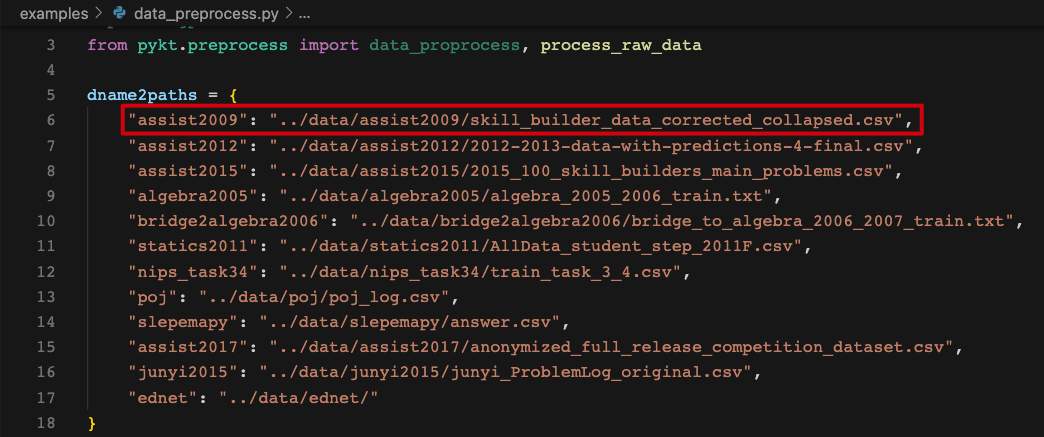 examples > data_preprocess.py > ...
3 from pykt.preprocess import data_proprocess, process_raw_data
4
5 dname2paths = {
6 "assist2009": "../data/assist2009/skill_builder_data_corrected_collapsed.csv",
7 "assist2012": "../data/assist2012/2012-2013-data-with-predictions-4-final.csv",
8 "assist2015": "../data/assist2015/2015_100_skill_builders_main_problems.csv",
9 "algebra2005": "../data/algebra2005/algebra_2005_2006_train.txt",
10 "bridge2algebra2006": "../data/bridge2algebra2006/bridge_to_algebra_2006_2007_train.txt",
11 "statics2011": "../data/statics2011/AllData_student_step_2011F.csv",
12 "nips_task34": "../data/nips_task34/train_task_3_4.csv",
13 "poj": "../data/poj/poj_log.csv",
14 "slepemapy": "../data/slepemapy/answer.csv",
15 "assist2017": "../data/assist2017/anonymized_full_release_competition_dataset.csv",
16 "junyi2015": "../data/junyi2015/junyi_ProblemLog_original.csv",
17 "ednet": "../data/ednet/"
18 }